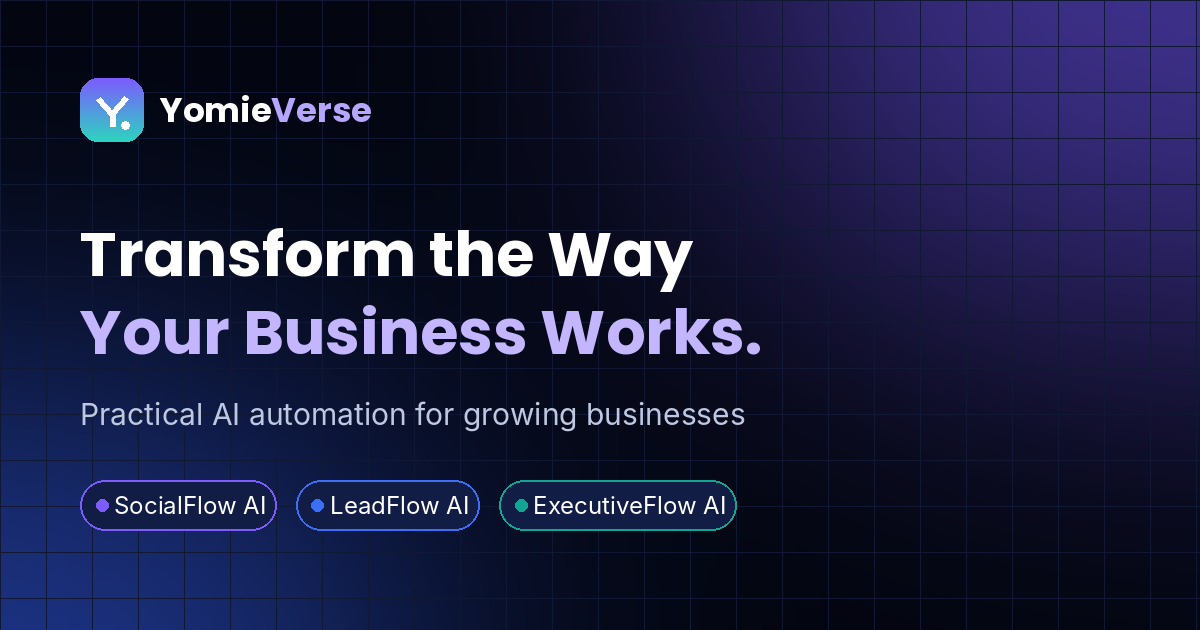 Y.
YomieVerse
Transform the Way
Your Business Works.
Practical AI automation for growing businesses
SocialFlow AI
LeadFlow AI
ExecutiveFlow AI